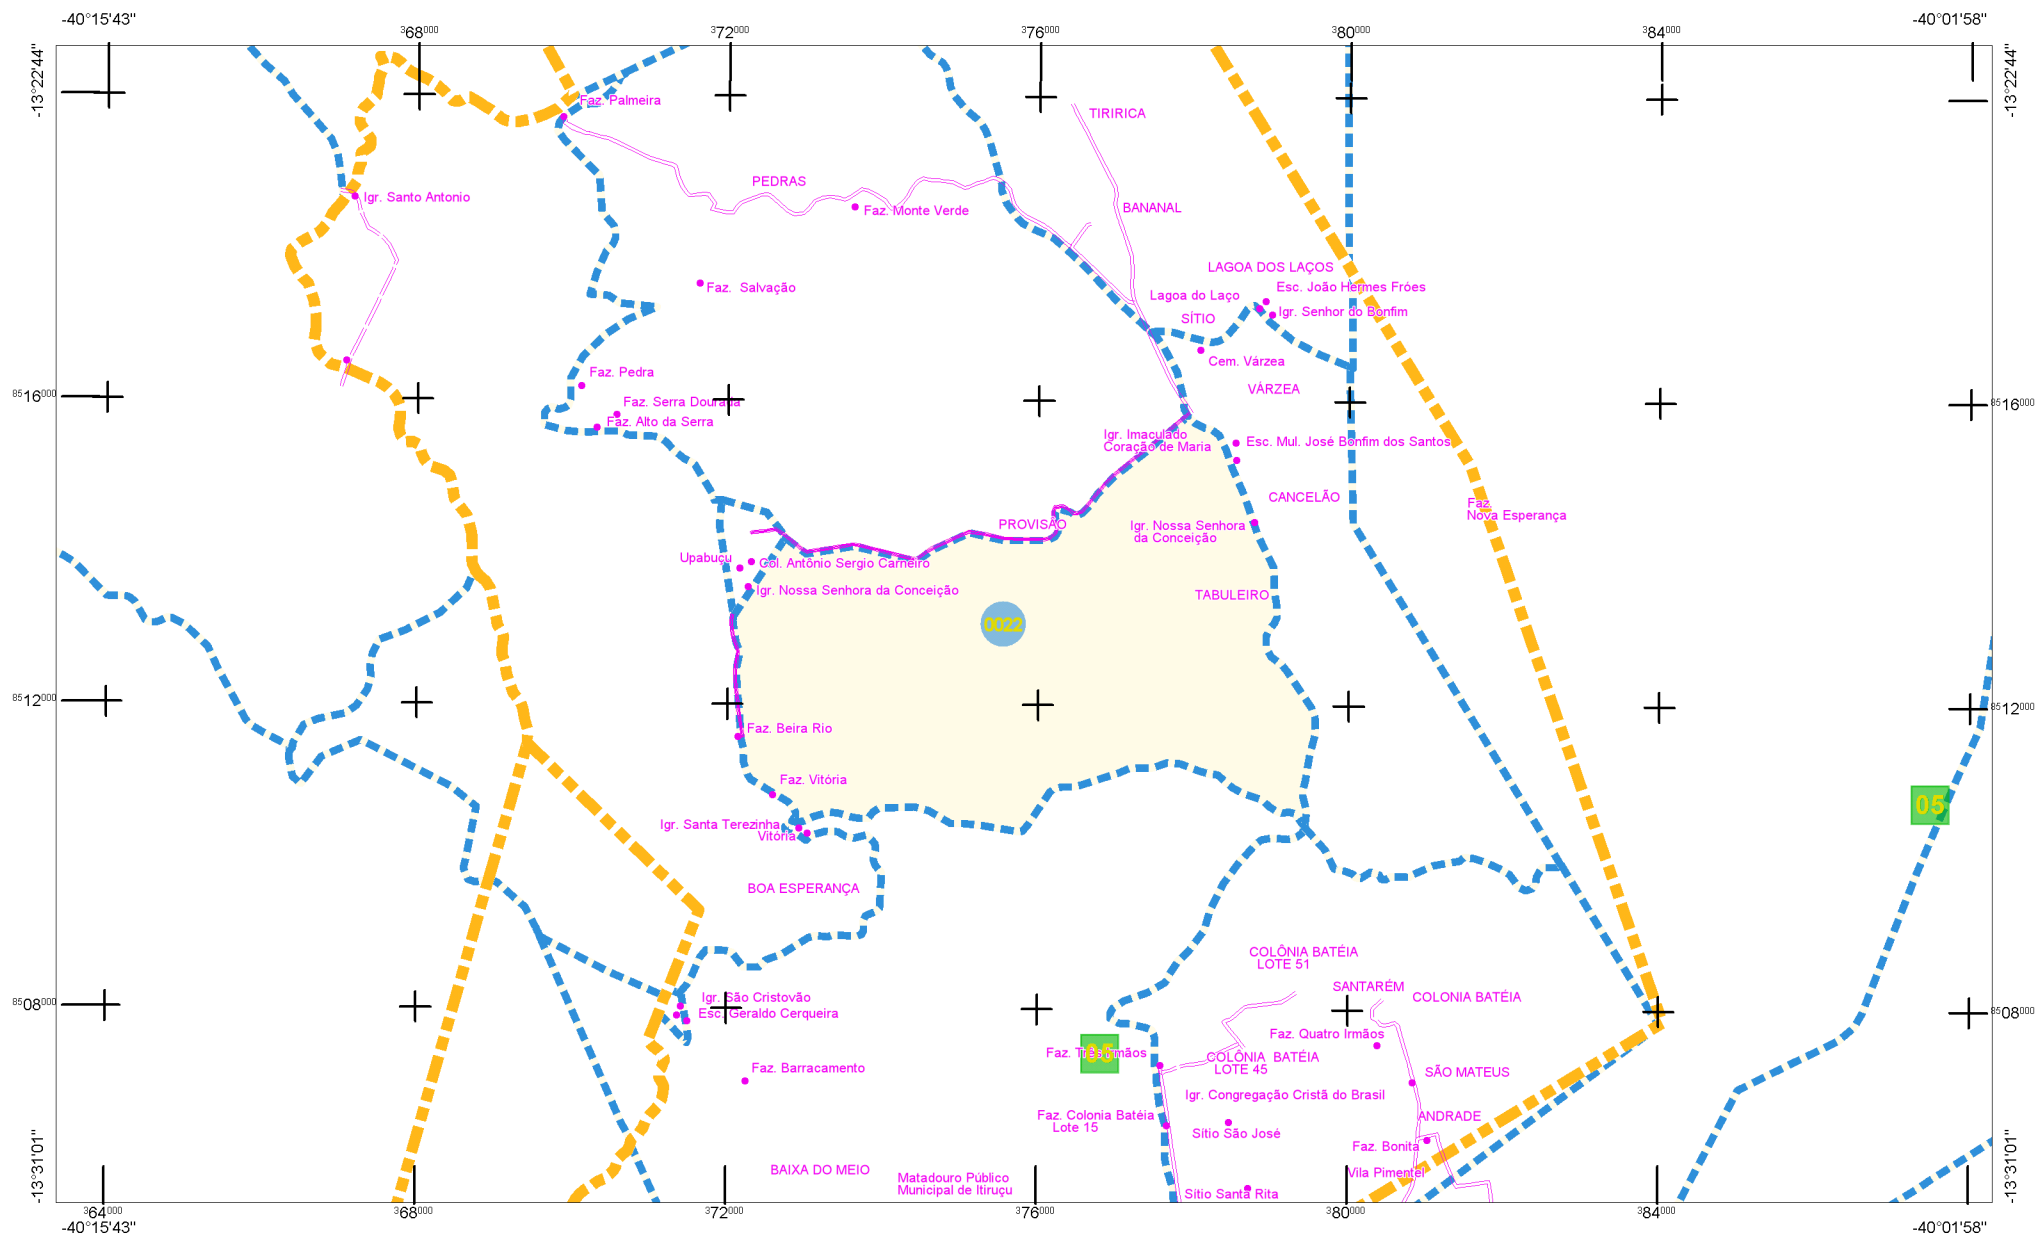 -40°15'43"
-40°01'58"
368000
372000
376000
380000
384000
-13°22'44"
-13°22'44"
Faz. Palmeira
TIRIRICA
PEDRAS
Igr. Santo Antonio
Faz. Monte Verde
BANANAL
LAGOA DOS LAÇOS
Faz. Salvação
Lagoa do Laço
Esc. João Hermes Fróes
SÍTIO
Igr. Senhor do Bonfim
Cem. Várzea
Faz. Pedra
VÁRZEA
8516000
8516000
Faz. Serra Dourada
Faz. Alto da Serra
Igr. Imaculado
Coração de Maria
Esc. Mul. José Bonfim dos Santos
CANCELÃO
Faz.
Nova Esperança
PROVISÃO
Igr. Nossa Senhora
da Conceição
Upabuçu
Col. Antônio Sergio Carneiro
Igr. Nossa Senhora da Conceição
TABULEIRO
0022
8512000
8512000
Faz. Beira Rio
Faz. Vitória
05
Igr. Santa Terezinha
Vitória
BOA ESPERANÇA
COLÔNIA BATÉIA
LOTE 51
SANTARÉM
COLONIA BATÉIA
8508000
8508000
Igr. São Cristovão
Esc. Geraldo Cerqueira
Faz. Quatro Irmãos
Faz. Três Irmãos
05
COLÔNIA BATÉIA
LOTE 45
Faz. Barracamento
SÃO MATEUS
Igr. Congregação Cristã do Brasil
Faz. Colonia Batéia
Lote 15
ANDRADE
Sítio São José
Faz. Bonita
BAIXA DO MEIO
Matadouro Público
Municipal de Itiruçu
Vila Pimentel
Sítio Santa Rita
-13°31'01"
-13°31'01"
364000
368000
372000
376000
380000
384000
-40°15'43"
-40°01'58"